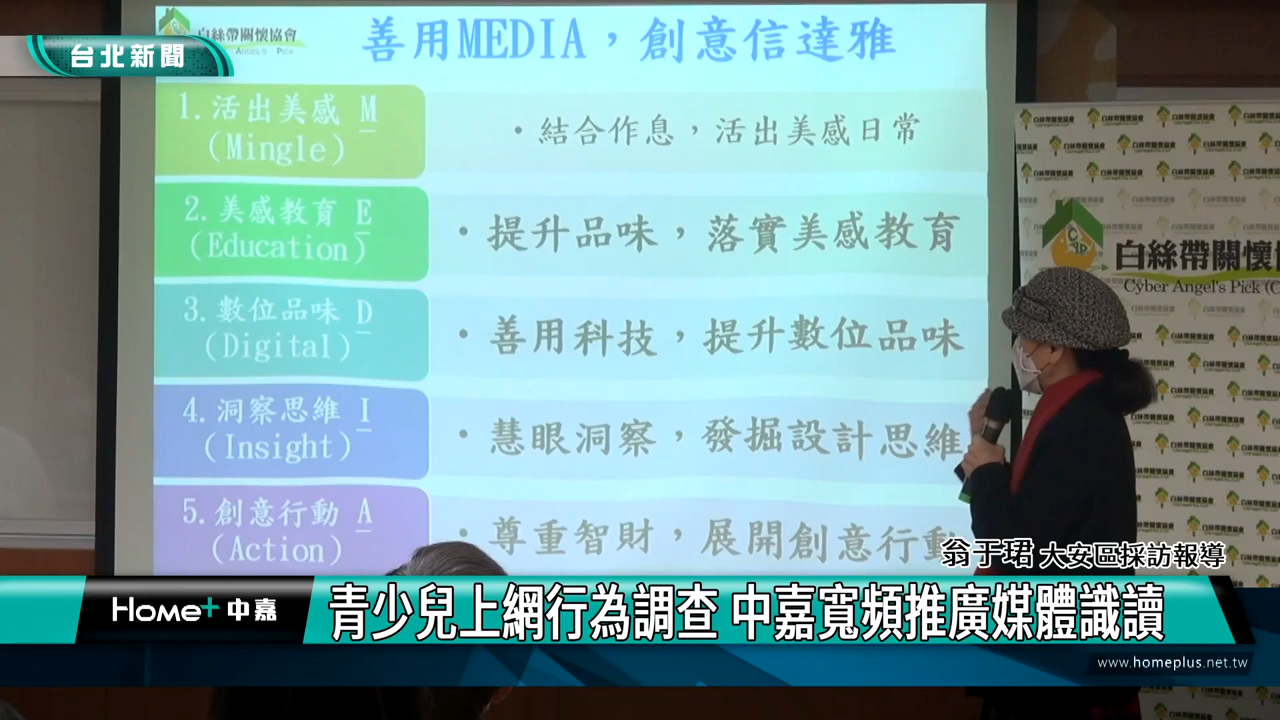 台北新聞
白絲帶關懷協會
ANGEL'S PICK
善用MEDIA，創意信達雅
1.活出美感 M
(Mingle)
•結合作息，活出美感日常
2.美感教育 E
(Education)
•提升品味，落實美感教育
3.數位品味 D
(Digital)
•善用科技，提升數位品味
4.洞察思維 I
(Insight)
•慧眼洞察，發掘設計思維
5.創意行動 A
(Action)
•尊重智財，展開創意行動
白絲帶關懷
Cyber Angel's Pick (C
翁于珺 大安區採訪報導
Home+ 中嘉
青少兒上網行為調查 中嘉寬頻推廣媒體識讀
www.homeplus.net.tw